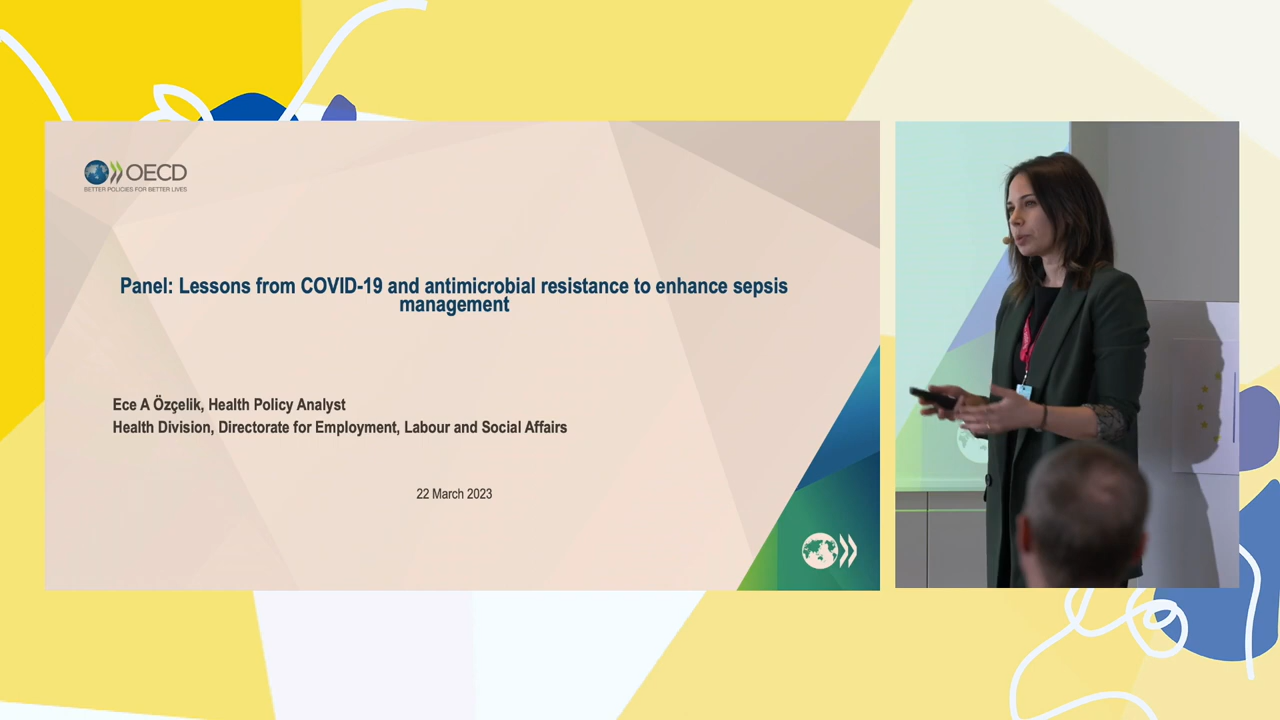 OECD
BETTER POLICIES FOR BETTER LIVES
Panel: Lessons from COVID-19 and antimicrobial resistance to enhance sepsis
management
Ece A Özçelik, Health Policy Analyst
Health Division, Directorate for Employment, Labour and Social Affairs
22 March 2023